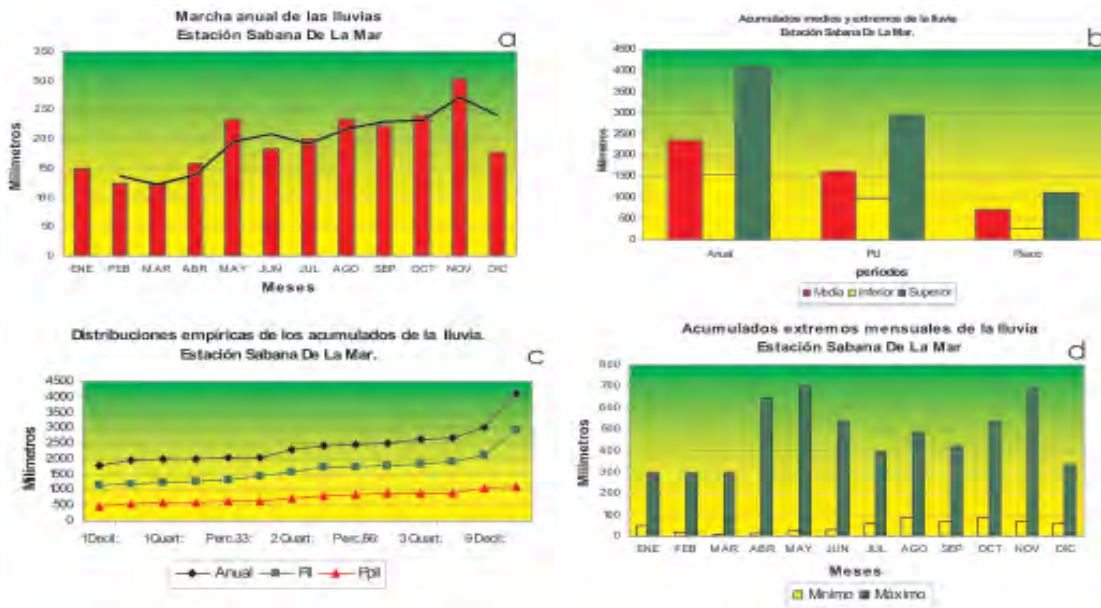 Marcha anual de las lluvias
Estación Sabana De La Mar
a
Milímetros
350
300
250
200
150
100
50
0
ENE FEB MAR ABR MAY JUN JUL AGO SEP OCT NOV DIC
Meses
Acumulados medios y extremos de la lluvia
Estación Sabana De La Mar.
b
Milímetros
4500
4000
3500
3000
2500
2000
1500
1000
500
0
Anual
periodos
Media Inferior Superior
Distribuciones empíricas de los acumulados de la lluvia.
Estación Sabana De La Mar.
c
Milímetros
4500
4000
3500
3000
2500
2000
1500
1000
500
0
1Decil: 1Quart: Perc.33: 2Quart: Perc.66: 3Quart: 9Decil:
Anual Pll Ppll
Acumulados extremos mensuales de la lluvia
Estación Sabana De La Mar
d
Milímetros
800
700
600
500
400
300
200
100
0
ENE FEB MAR ABR MAY JUN JUL AGO SEP OCT NOV DIC
Meses
Mínimo Máximo